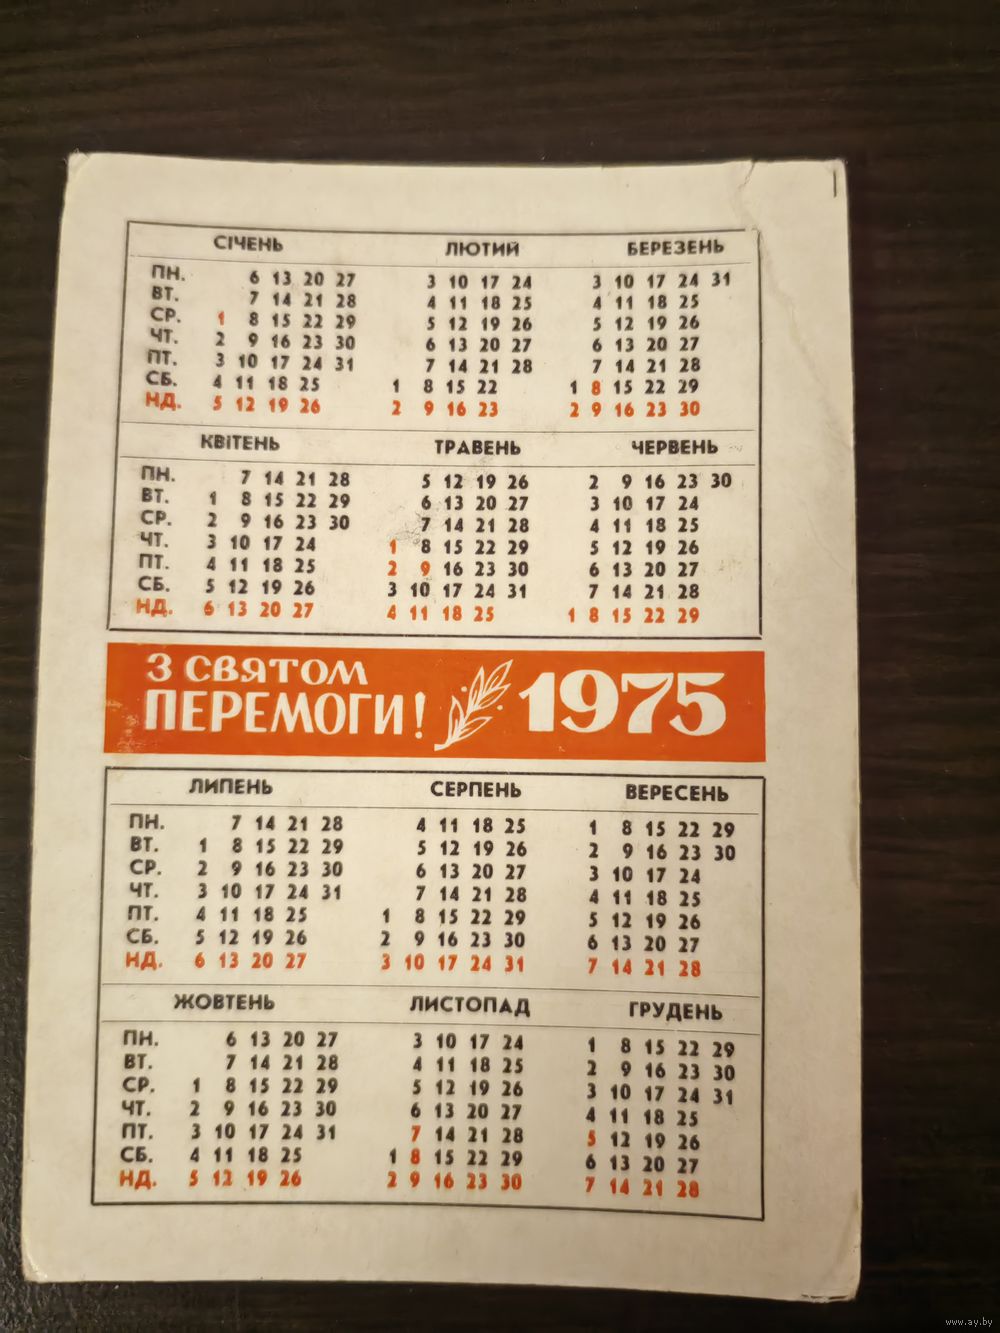 СІЧЕНЬ ЛЮТИЙ БЕРЕЗЕНЬ
ПН. 6 13 20 27 3 10 17 24 3 10 17 24 31
ВТ. 7 14 21 28 4 11 18 25 4 11 18 25
СР. 1 8 15 22 29 5 12 19 26 5 12 19 26
ЧТ. 2 9 16 23 30 6 13 20 27 6 13 20 27
ПТ. 3 10 17 24 31 7 14 21 28 7 14 21 28
СБ. 4 11 18 25 1 8 15 22 1 8 15 22 29
НД. 5 12 19 26 2 9 16 23 2 9 16 23 30
КВІТЕНЬ ТРАВЕНЬ ЧЕРВЕНЬ
ПН. 7 14 21 28 5 12 19 26 2 9 16 23 30
ВТ. 1 8 15 22 29 6 13 20 27 3 10 17 24
СР. 2 9 16 23 30 7 14 21 28 4 11 18 25
ЧТ. 3 10 17 24 1 8 15 22 29 5 12 19 26
ПТ. 4 11 18 25 2 9 16 23 30 6 13 20 27
СБ. 5 12 19 26 3 10 17 24 31 7 14 21 28
НД. 6 13 20 27 4 11 18 25 1 8 15 22 29
З СВЯТОМ
ПЕРЕМОГИ! 1975
ЛИПЕНЬ СЕРПЕНЬ ВЕРЕСЕНЬ
ПН. 7 14 21 28 4 11 18 25 1 8 15 22 29
ВТ. 1 8 15 22 29 5 12 19 26 2 9 16 23 30
СР. 2 9 16 23 30 6 13 20 27 3 10 17 24
ЧТ. 3 10 17 24 31 7 14 21 28 4 11 18 25
ПТ. 4 11 18 25 1 8 15 22 29 5 12 19 26
СБ. 5 12 19 26 2 9 16 23 30 6 13 20 27
НД. 6 13 20 27 3 10 17 24 31 7 14 21 28
ЖОВТЕНЬ ЛИСТОПАД ГРУДЕНЬ
ПН. 6 13 20 27 3 10 17 24 1 8 15 22 29
ВТ. 7 14 21 28 4 11 18 25 2 9 16 23 30
СР. 1 8 15 22 29 5 12 19 26 3 10 17 24 31
ЧТ. 2 9 16 23 30 6 13 20 27 4 11 18 25
ПТ. 3 10 17 24 31 7 14 21 28 5 12 19 26
СБ. 4 11 18 25 1 8 15 22 29 6 13 20 27
НД. 5 12 19 26 2 9 16 23 30 7 14 21 28
www.ay.by